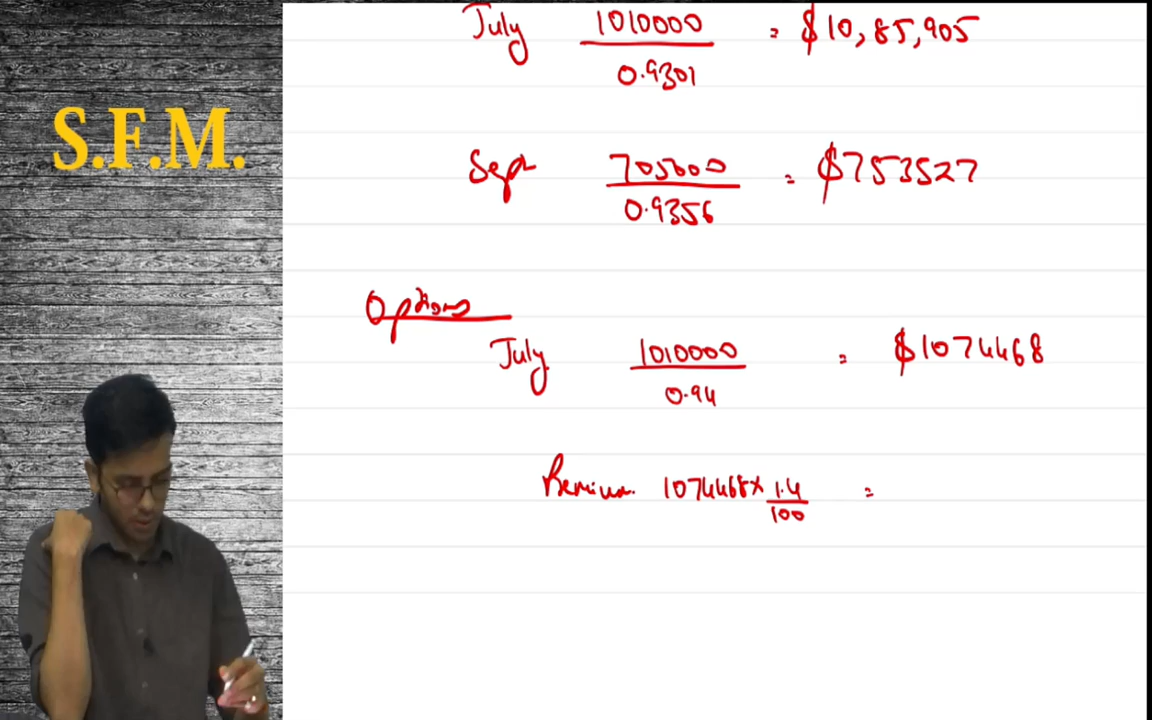 S.F.M.
July 1010000 / 0.9301 = $10,85,905
Sept 705000 / 0.9356 = $753527
Options
July 1010000 / 0.94 = $1074468
Premium 1074468 × 1.4 / 100 =